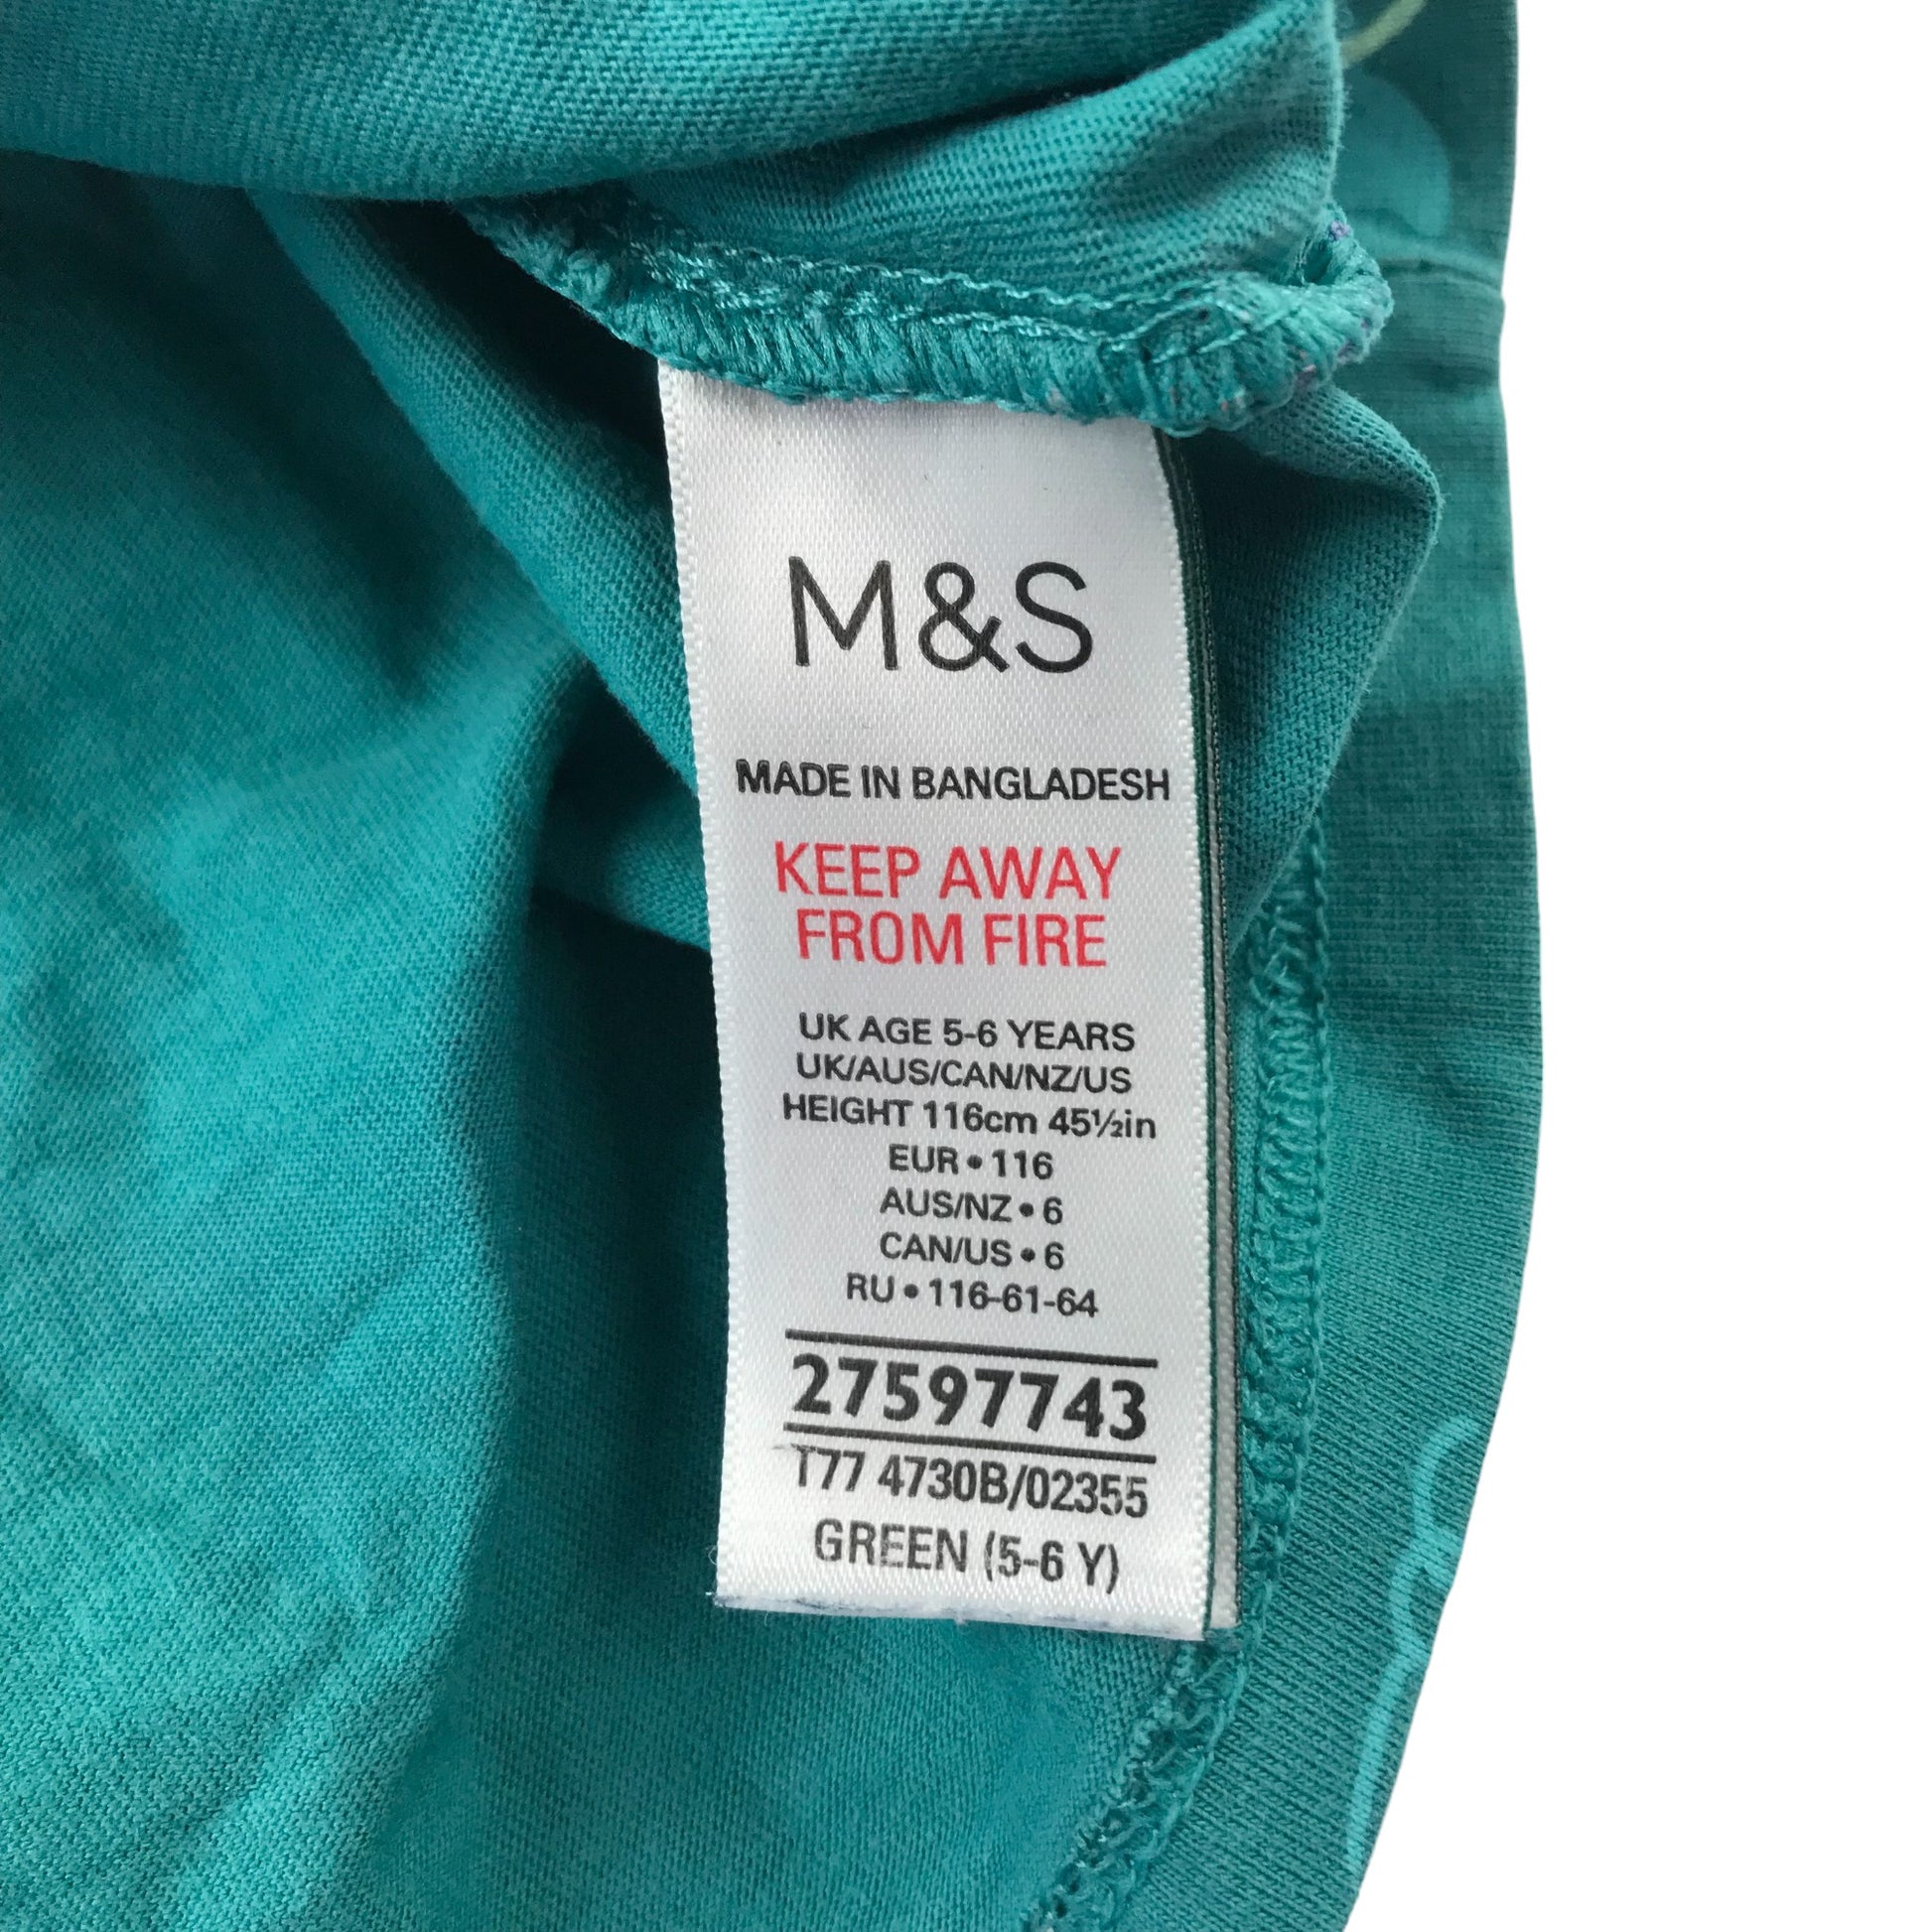 M&S
MADE IN BANGLADESH
KEEP AWAY
FROM FIRE
UK AGE 5-6 YEARS
UK/AUS/CAN/NZ/US
HEIGHT 116cm 45½in
EUR • 116
AUS/NZ • 6
CAN/US • 6
RU • 116-61-64
27597743
T77 4730B/02355
GREEN (5-6 Y)